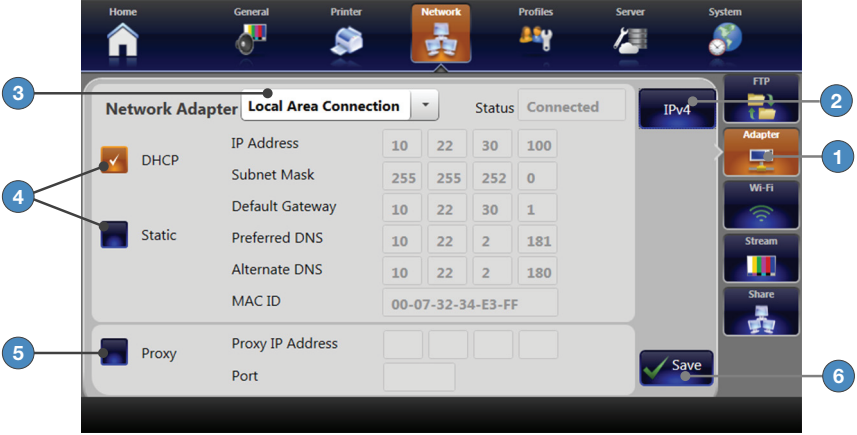 Home General Printer Network Profiles Server System
3
Network Adapter Local Area Connection Status Connected
IPv4
2
FTP
Adapter
1
4
DHCP
Static
IP Address 10 22 30 100
Subnet Mask 255 255 252 0
Default Gateway 10 22 30 1
Preferred DNS 10 22 2 181
Alternate DNS 10 22 2 180
MAC ID 00-07-32-34-E3-FF
Wi-Fi
Stream
Share
5
Proxy
Proxy IP Address
Port
Save
6